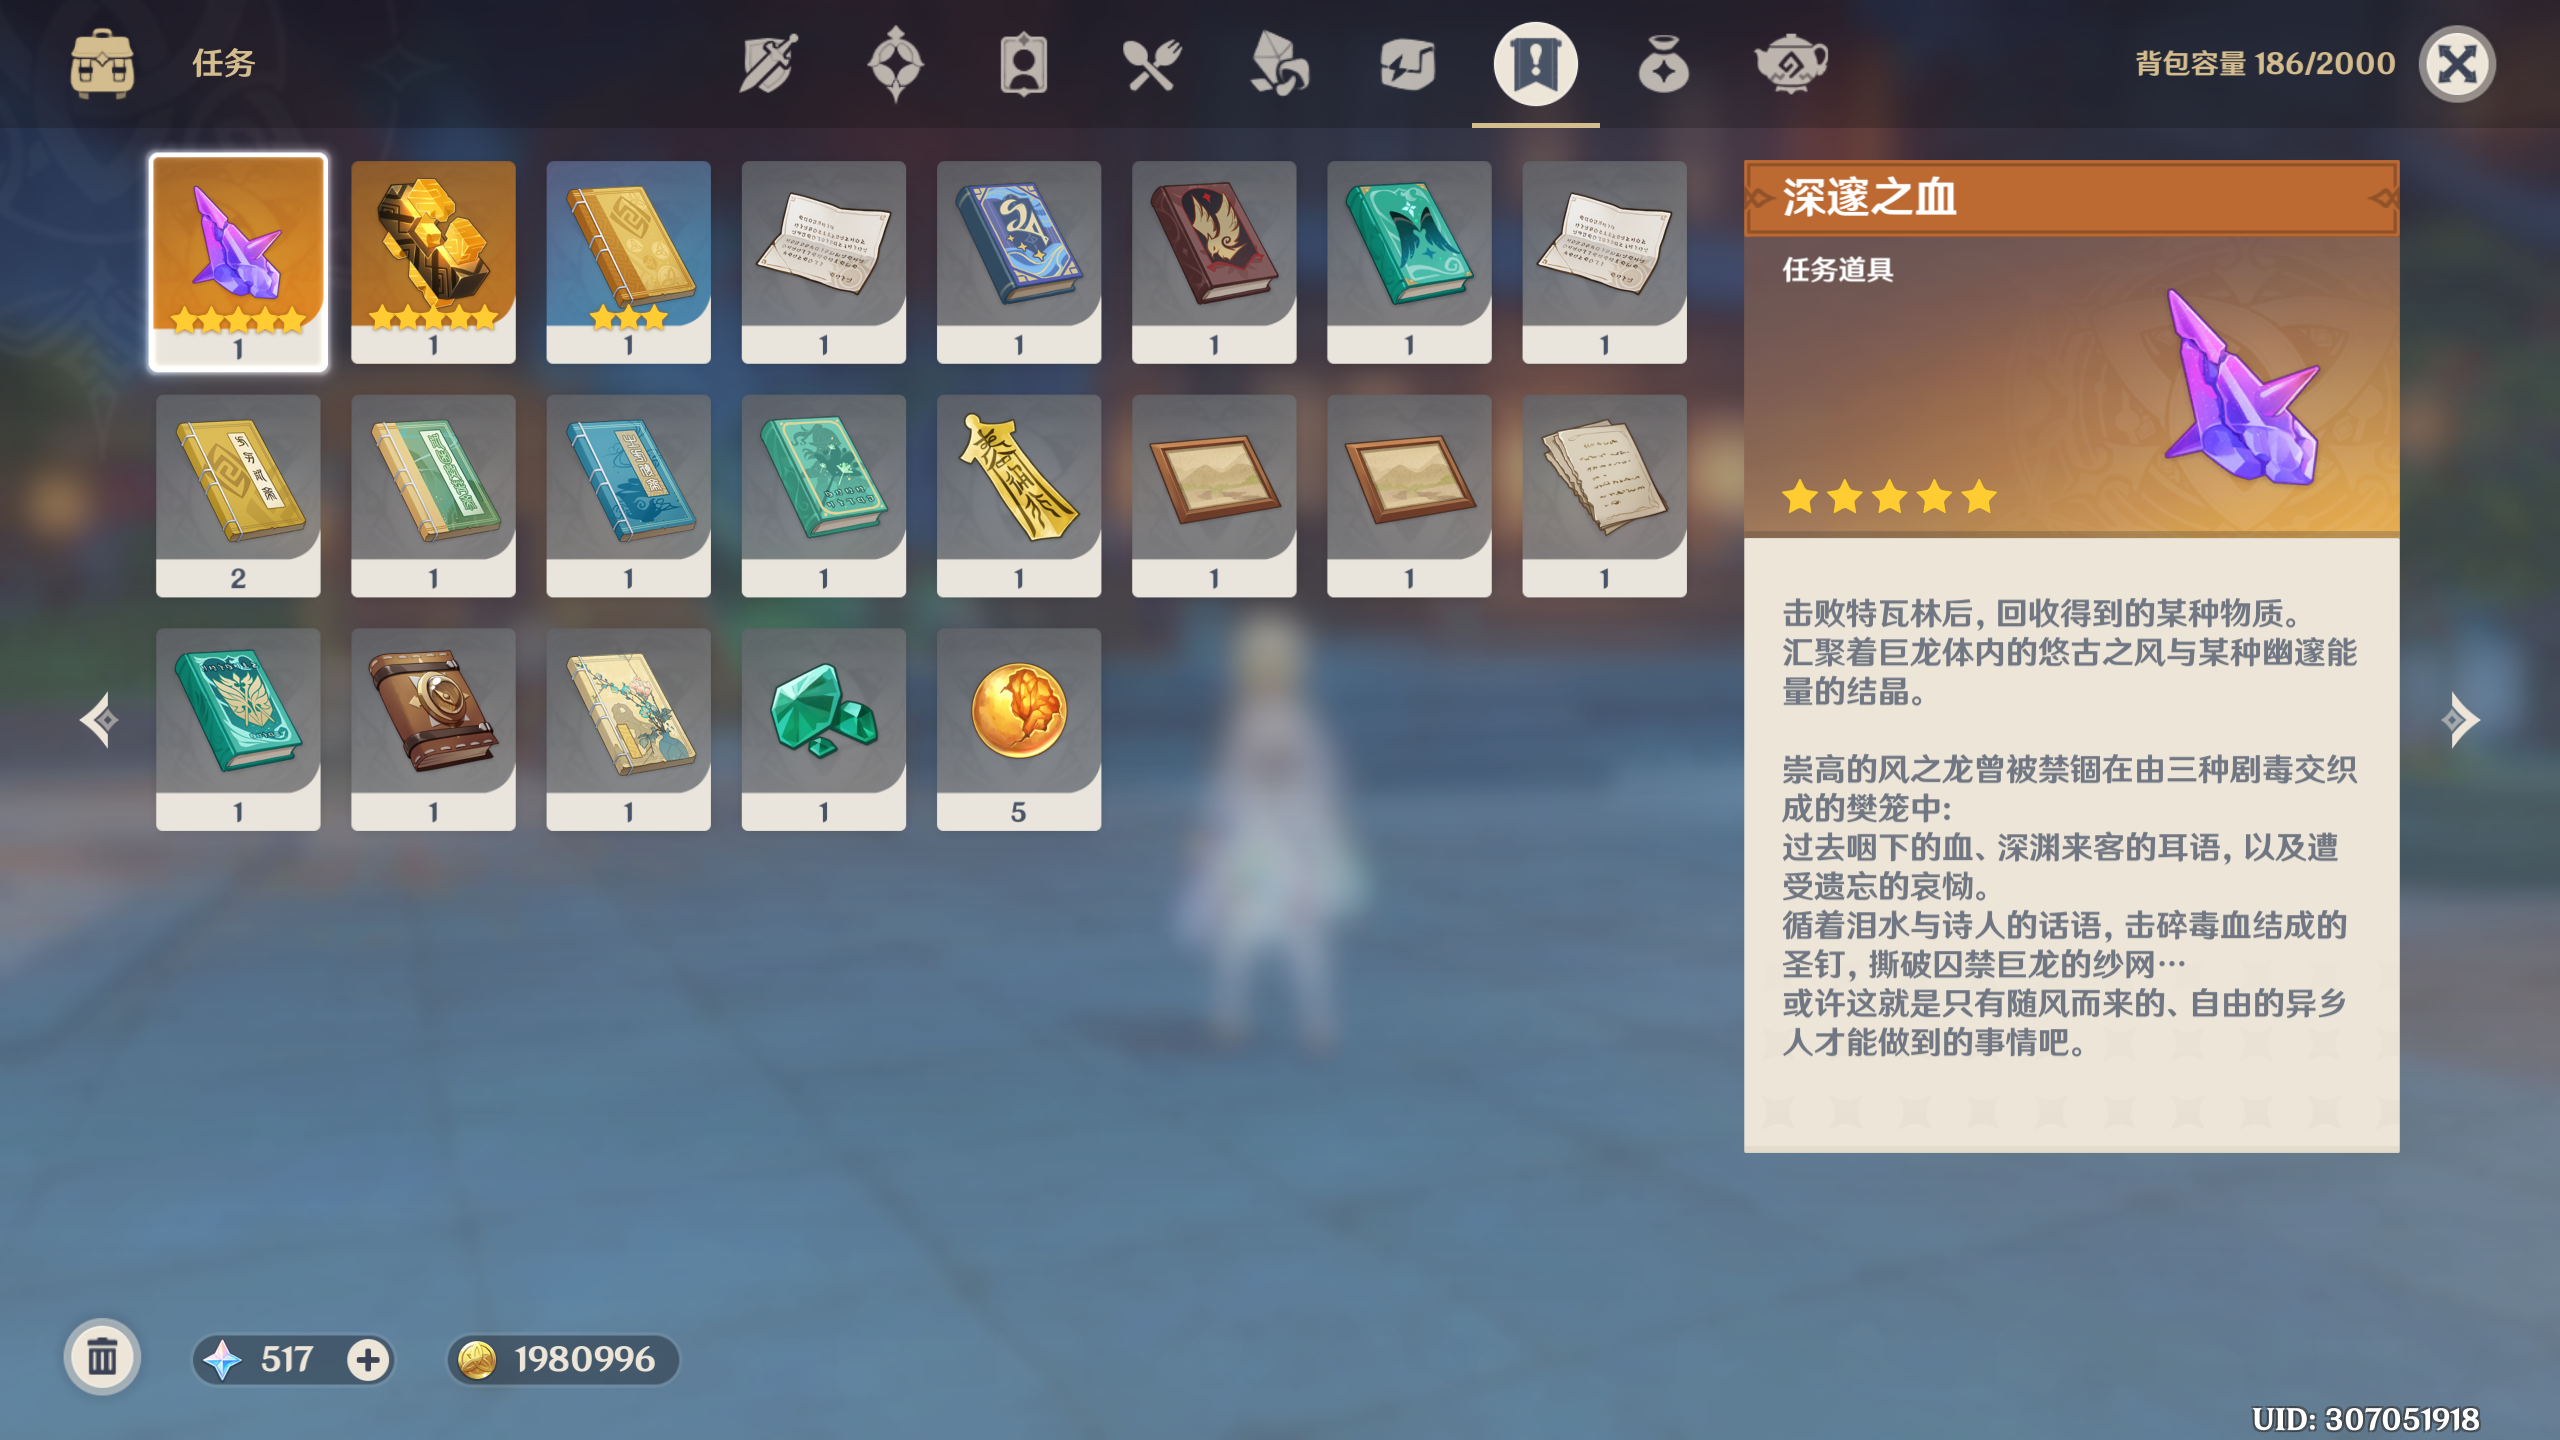 任务
背包容量 186/2000
1
1
1
1
1
1
1
1
2
1
1
1
1
1
1
1
1
1
1
1
5
深邃之血
任务道具
击败特瓦林后, 回收得到的某种物质。
汇聚着巨龙体内的悠古之风与某种幽邃能
量的结晶。
崇高的风之龙曾被禁锢在由三种剧毒交织
成的樊笼中:
过去咽下的血、深渊来客的耳语, 以及遭
受遗忘的哀恸。
循着泪水与诗人的话语, 击碎毒血结成的
圣钉, 撕破囚禁巨龙的纱网…
或许这就是只有随风而来的、自由的异乡
人才能做到的事情吧。
517
1980996
UID: 307051918